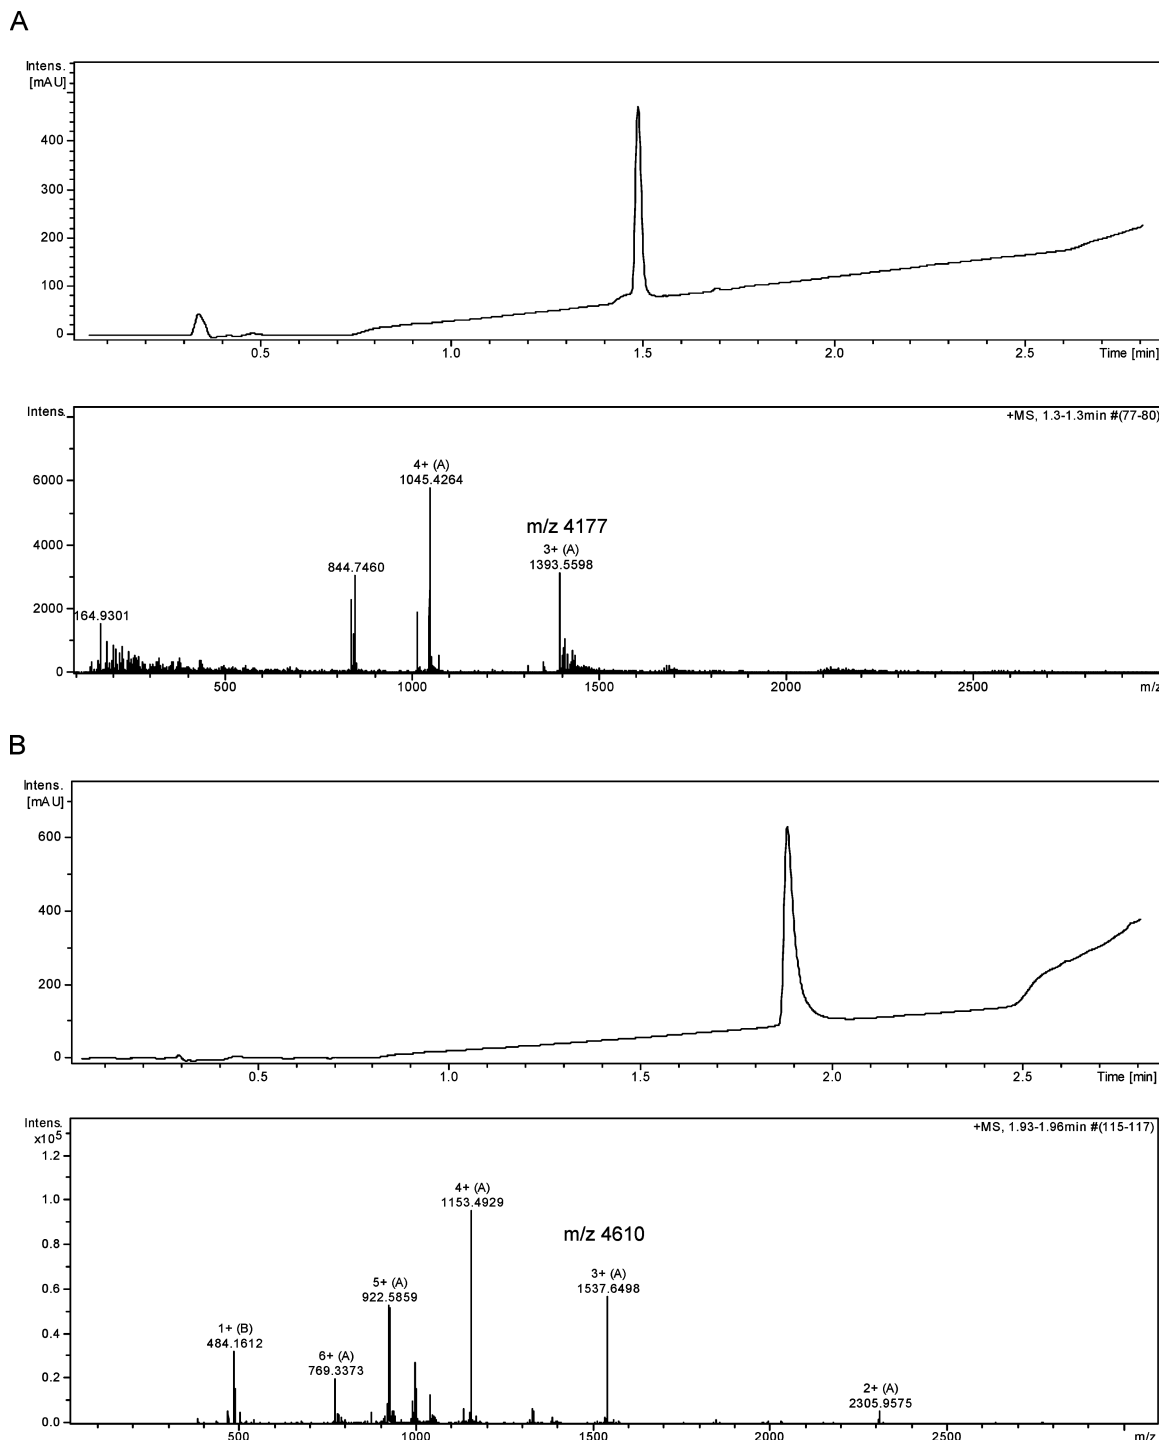 A
Intens.
[mAU]
400
300
200
100
0
0.5 1.0 1.5 2.0 2.5 Time [min]
Intens.
+MS, 1.3-1.3min #(77-80)
4+ (A)
1045.4264
6000
m/z 4177
3+ (A)
1393.5598
4000
844.7460
2000
164.9301
0
500 1000 1500 2000 2500 m/z
B
Intens.
[mAU]
600
400
200
0
0.5 1.0 1.5 2.0 2.5 Time [min]
Intens.
x105
+MS, 1.93-1.96min #(115-117)
1.2
4+ (A)
1153.4929
1.0
m/z 4610
0.8
3+ (A)
1537.6498
5+ (A)
922.5859
0.6
1+ (B)
484.1612
0.4
6+ (A)
769.3373
0.2
2+ (A)
2305.9575
0.0
500 1000 1500 2000 2500 m/z